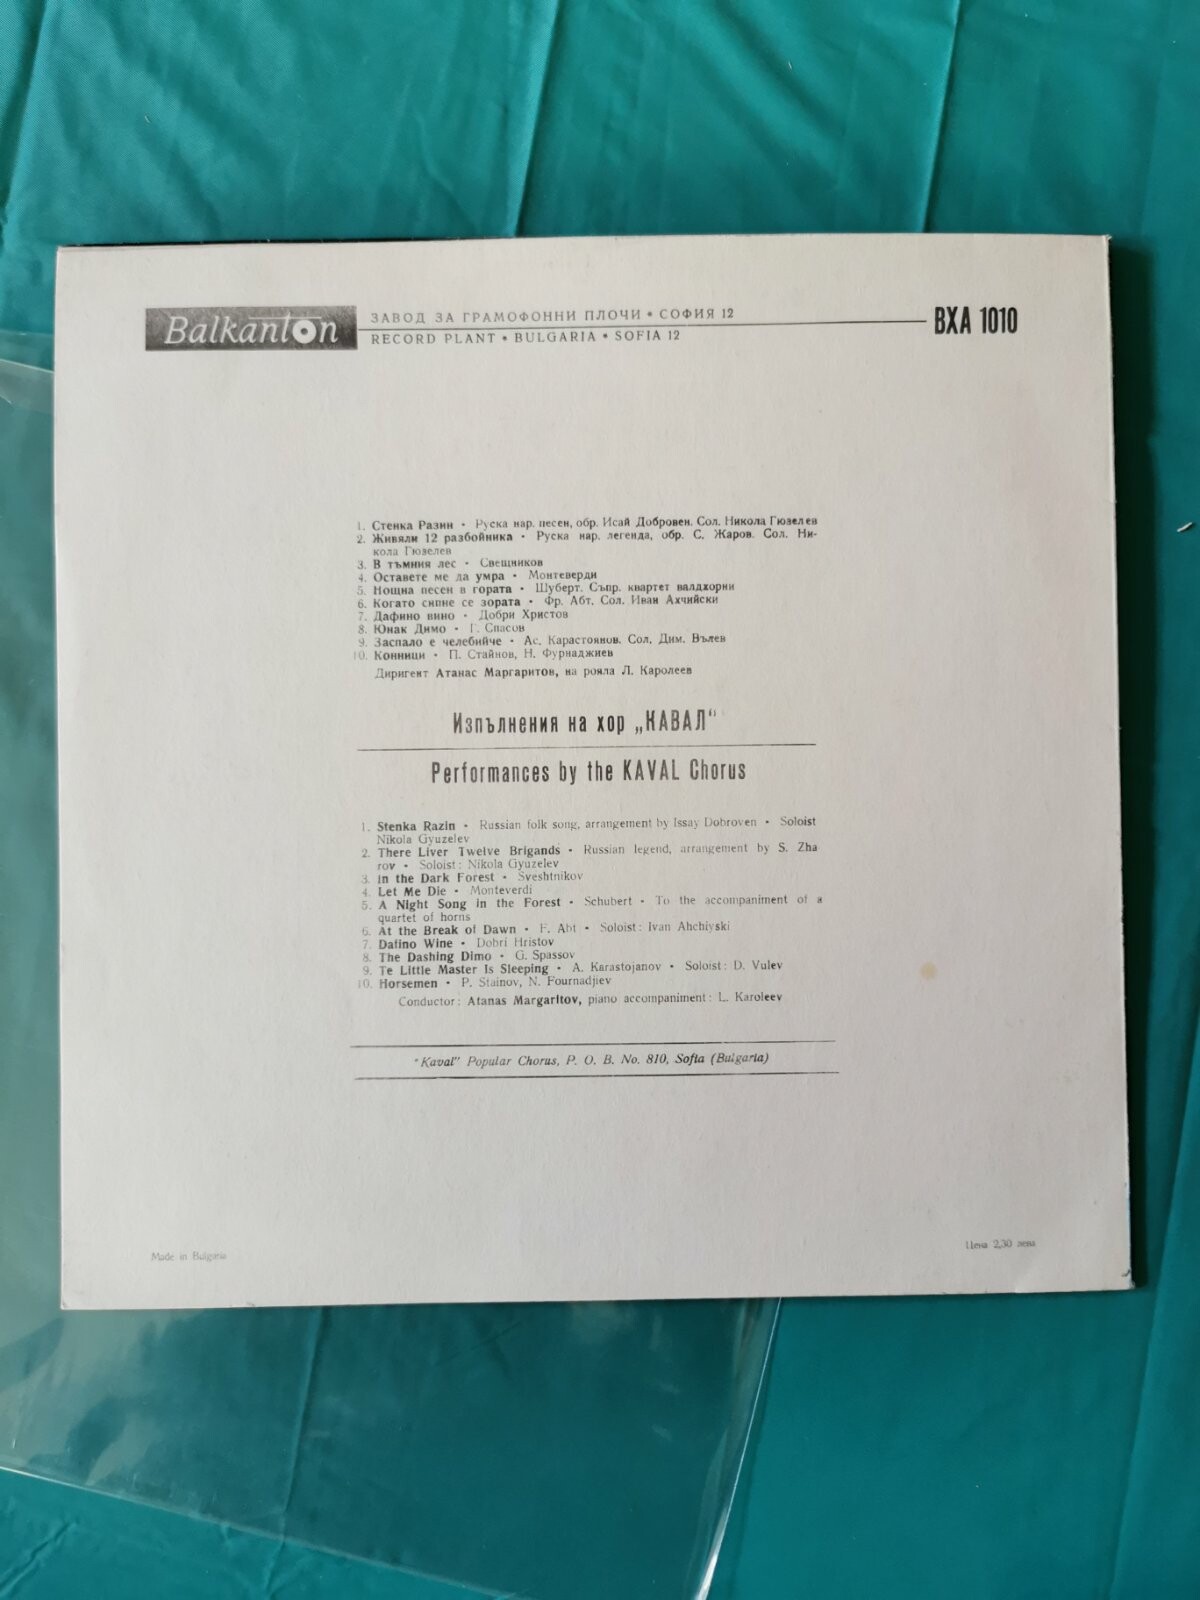 Balkanton
ЗАВОД ЗА ГРАМОФОННИ ПЛОЧИ • СОФИЯ 12
RECORD PLANT • BULGARIA • SOFIA 12
ВХА 1010
1. Стенка Разин • Руска нар. песен, обр. Исай Добровен. Сол. Никола Гюзелев
2. Живяли 12 разбойника • Руска нар. легенда, обр. С. Жаров. Сол. Ни-
кола Гюзелев
3. В тъмния лес • Свещников
4. Оставете ме да умра • Монтеверди
5. Нощна песен в гората • Шуберт. Съпр. квартет валдхорни
6. Когато сипне се зората • Фр. Абт. Сол. Иван Ахчийски
7. Дафино вино • Добри Христов
8. Юнак Димо • Г. Спасов
9. Заспало е челебийче • Ас. Карастоянов. Сол. Дим. Вълев
10. Конници • П. Стайнов, Н. Фурнаджиев
Диригент Атанас Маргаритов, на рояла Л. Каролеев
Изпълнения на хор „КАВАЛ“
Performances by the KAVAL Chorus
1. Stenka Razin • Russian folk song, arrangement by Issay Dobroven • Soloist
Nikola Gyuzelev
2. There Liver Twelve Brigands • Russian legend, arrangement by S. Zha
rov • Soloist: Nikola Gyuzelev
3. In the Dark Forest • Sveshtnikov
4. Let Me Die • Monteverdi
5. A Night Song in the Forest • Schubert • To the accompaniment of a
quartet of horns
6. At the Break of Dawn • F. Abt • Soloist: Ivan Ahchiyski
7. Dafino Wine • Dobri Hristov
8. The Dashing Dimo • G. Spassov
9. Te Little Master Is Sleeping • A. Karastojanov • Soloist: D. Vulev
10. Horsemen • P. Stainov, N. Fournadjiev
Conductor: Atanas Margaritov, piano accompaniment: L. Karoleev
"Kaval" Popular Chorus, P. O. B. No. 810, Sofia (Bulgaria)
Made in Bulgaria
Цена 2,30 лева